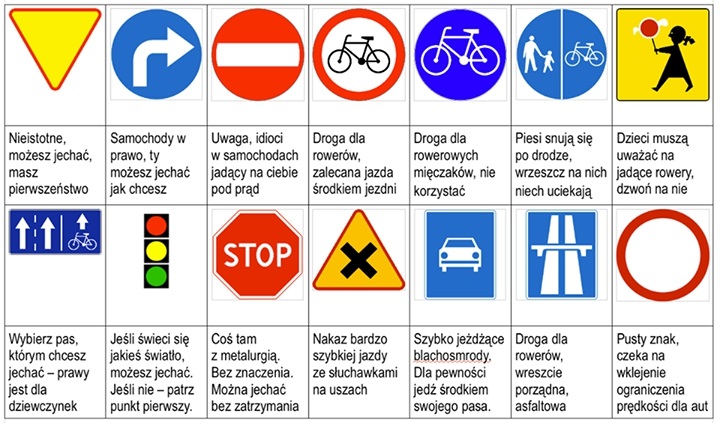 Nieistotne,
możesz jechać,
masz
pierwszeństwo
Samochody w
prawo, ty
możesz jechać
jak chcesz
Uwaga, idioci
w samochodach
jadący na ciebie
pod prąd
Droga dla
rowerów,
zalecana jazda
środkiem jezdni
Droga dla
rowerowych
mięczaków, nie
korzystać
Piesi snują się
po drodze,
wrzeszcz na nich
niech uciekają
Dzieci muszą
uważać na
jadące rowery,
dzwoń na nie
STOP
Wybierz pas,
którym chcesz
jechać – prawy
jest dla
dziewczynek
Jeśli świeci się
jakieś światło,
możesz jechać.
Jeśli nie – patrz
punkt pierwszy.
Coś tam
z metalurgią.
Bez znaczenia.
Można jechać
bez zatrzymania
Nakaz bardzo
szybkiej jazdy
ze słuchawkami
na uszach
Szybko jeżdżące
blachosmrody.
Dla pewności
jedź środkiem
swojego pasa.
Droga dla
rowerów,
wreszcie
porządna,
asfaltowa
Pusty znak,
czeka na
wklejenie
ograniczenia
prędkości dla aut